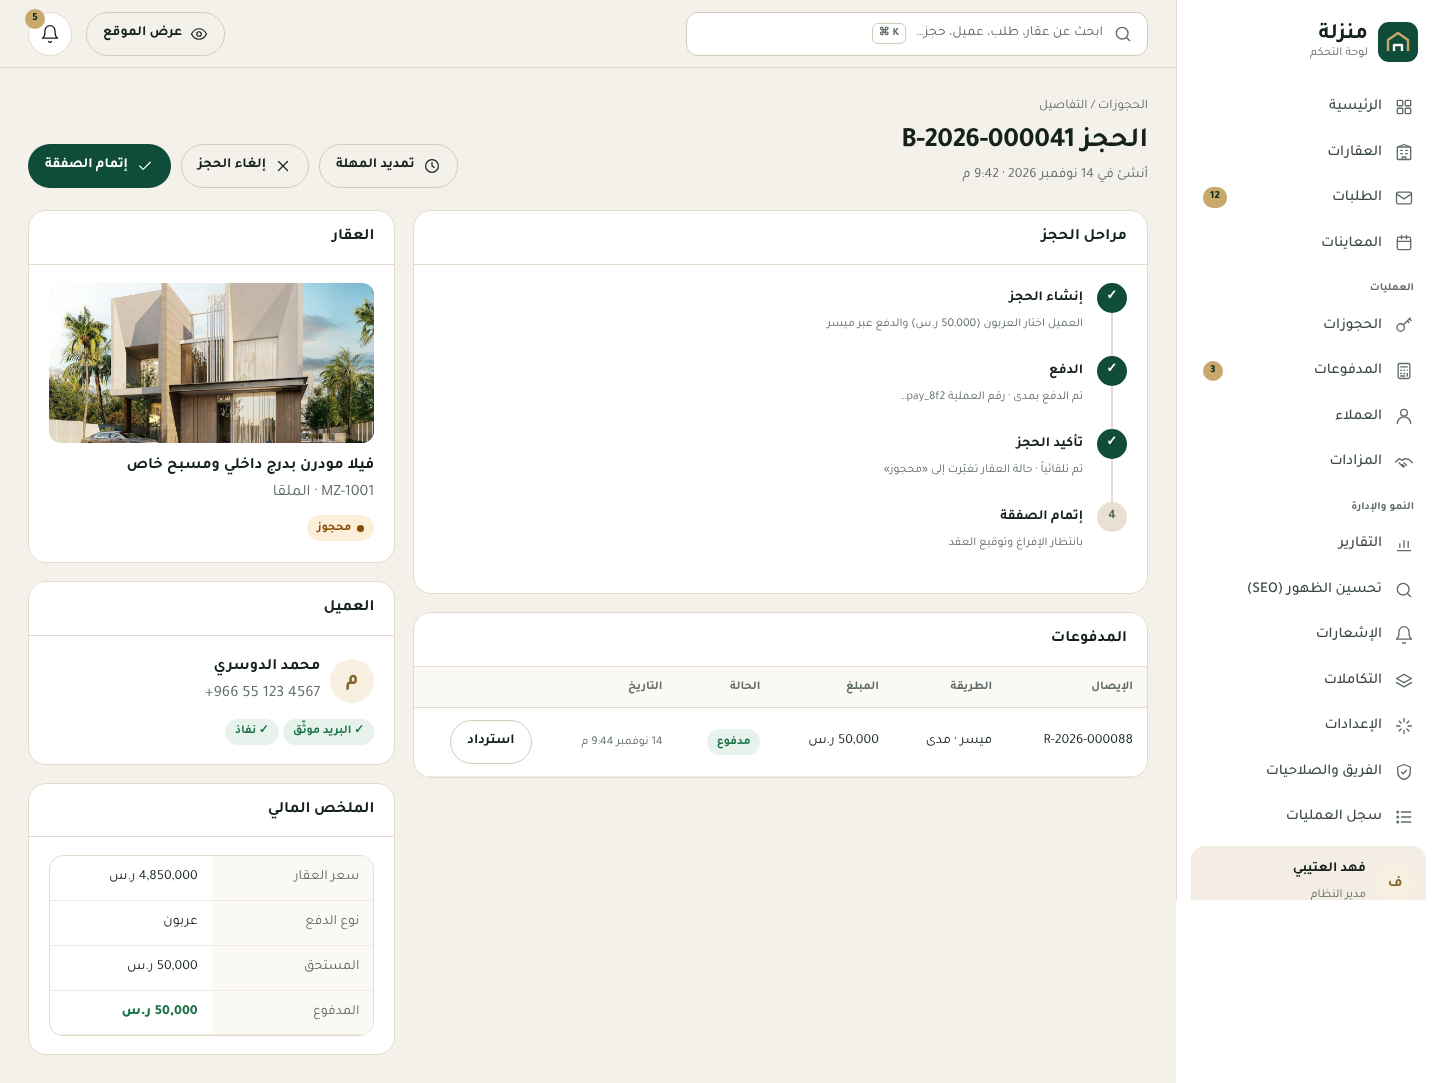 منزلة
لوحة التحكم
الرئيسية
العقارات
الطلبات
12
المعاينات
العمليات
الحجوزات
المدفوعات
3
العملاء
المزادات
النمو والإدارة
التقارير
تحسين الظهور (SEO)
الإشعارات
التكاملات
الإعدادات
الفريق والصلاحيات
سجل العمليات
ف
فهد العتيبي
مدير النظام
ابحث عن عقار، طلب، عميل، حجز...
⌘ K
عرض الموقع
5
الحجوزات / التفاصيل
الحجز B-2026-000041
أنشئ في 14 نوفمبر 2026 · 9:42 م
تمديد المهلة
إلغاء الحجز
إتمام الصفقة
مراحل الحجز
✓
إنشاء الحجز
العميل اختار العربون (50,000 ر.س) والدفع عبر ميسر
✓
الدفع
تم الدفع بمدى · رقم العملية pay_8f2…
✓
تأكيد الحجز
تم تلقائياً · حالة العقار تغيّرت إلى «محجوز»
4
إتمام الصفقة
بانتظار الإفراغ وتوقيع العقد
المدفوعات
الإيصال الطريقة المبلغ الحالة التاريخ
R-2026-000088 ميسر · مدى 50,000 ر.س مدفوع 14 نوفمبر 9:44 م استرداد
العقار
فيلا مودرن بدرج داخلي ومسبح خاص
MZ-1001 · الملقا
محجوز
العميل
م
محمد الدوسري
+966 55 123 4567
✓ البريد موثّق
✓ نفاذ
الملخص المالي
سعر العقار 4,850,000 ر.س
نوع الدفع عربون
المستحق 50,000 ر.س
المدفوع 50,000 ر.س